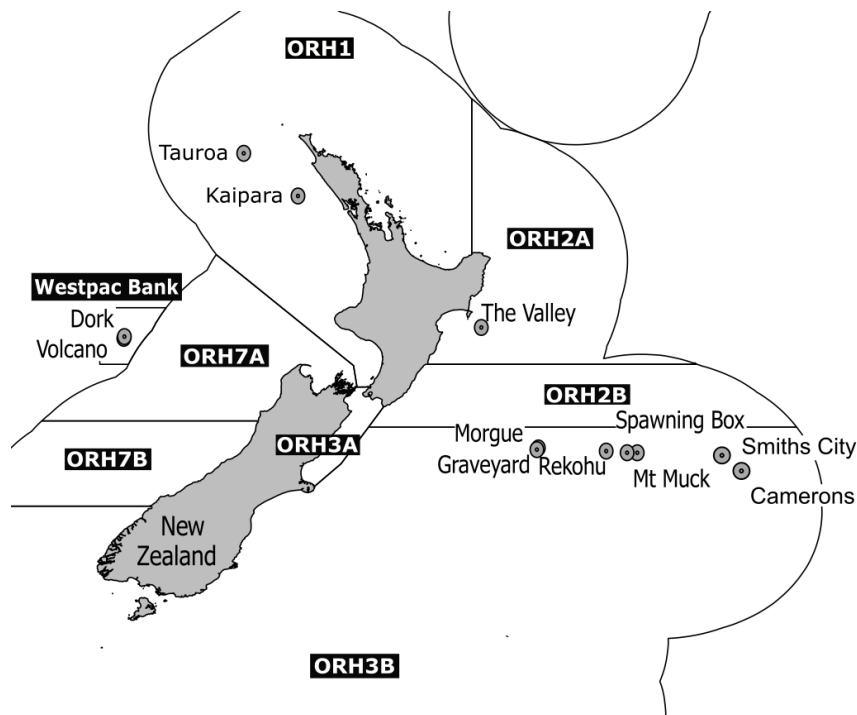 ORH1
Tauroa
Kaipara
ORH2A
Westpac Bank
Dork
Volcano
The Valley
ORH7A
ORH2B
Spawning Box
Morgue
ORH3A
Smiths City
ORH7B
Graveyard
Rekohu
Mt Muck
Camerons
New
Zealand
ORH3B